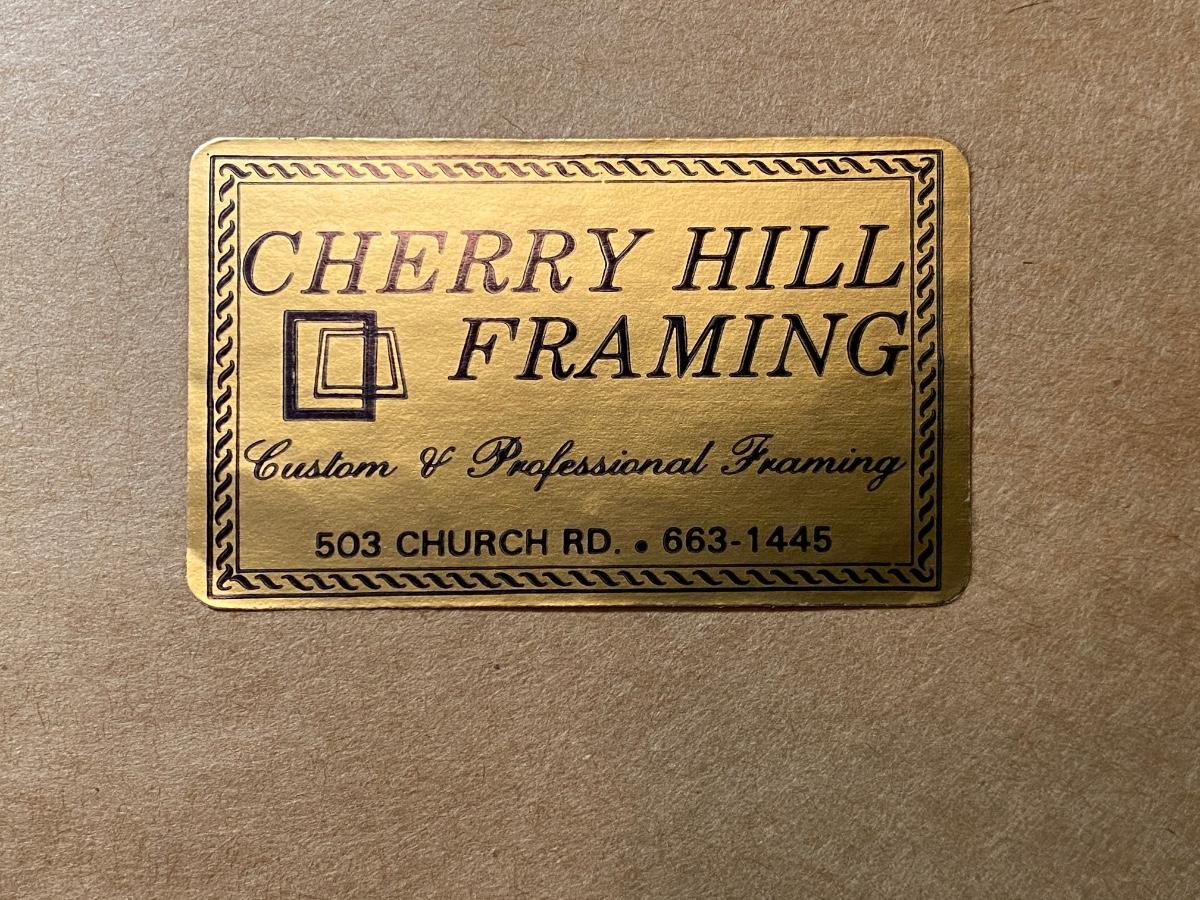 CHERRY HILL
FRAMING
Custom & Professional Framing
503 CHURCH RD. • 663-1445